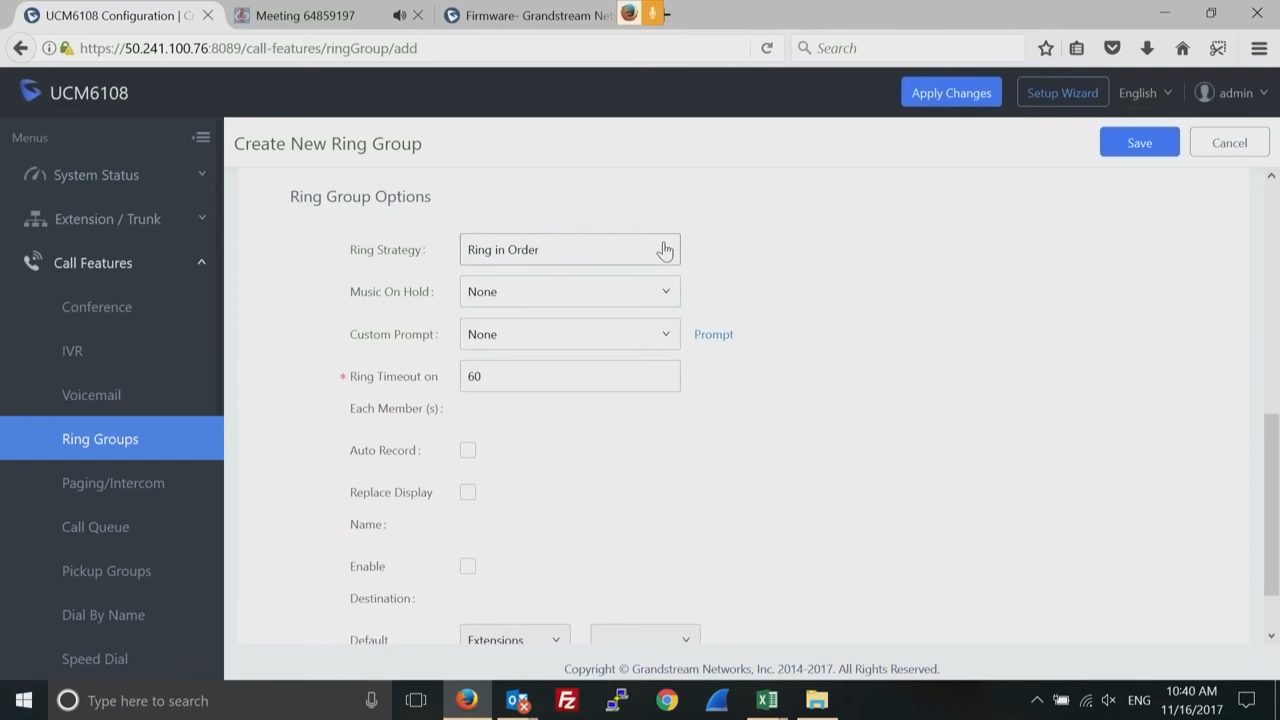 UCM6108 Configuration | C
Meeting 64859197
Firmware- Grandstream Net
https://50.241.100.76:8089/call-features/ringGroup/add
Search
UCM6108
Apply Changes
Setup Wizard
English
admin
Menus
Create New Ring Group
Save
Cancel
System Status
Extension / Trunk
Call Features
Conference
IVR
Voicemail
Ring Groups
Paging/Intercom
Call Queue
Pickup Groups
Dial By Name
Speed Dial
Ring Group Options
Ring Strategy: Ring in Order
Music On Hold: None
Custom Prompt: None Prompt
* Ring Timeout on 60
Each Member (s):
Auto Record:
Replace Display
Name:
Enable
Destination:
Default Extensions
Copyright © Grandstream Networks, Inc. 2014-2017. All Rights Reserved.
Type here to search
ENG
10:40 AM
11/16/2017